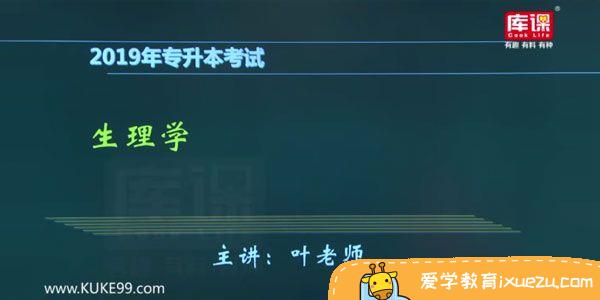 库课
Cook Life
有趣 有料 有种
2019年专升本考试
生理学
库课
主讲：叶老师
www.KUKE99.com
爱学教育ixuezu.com